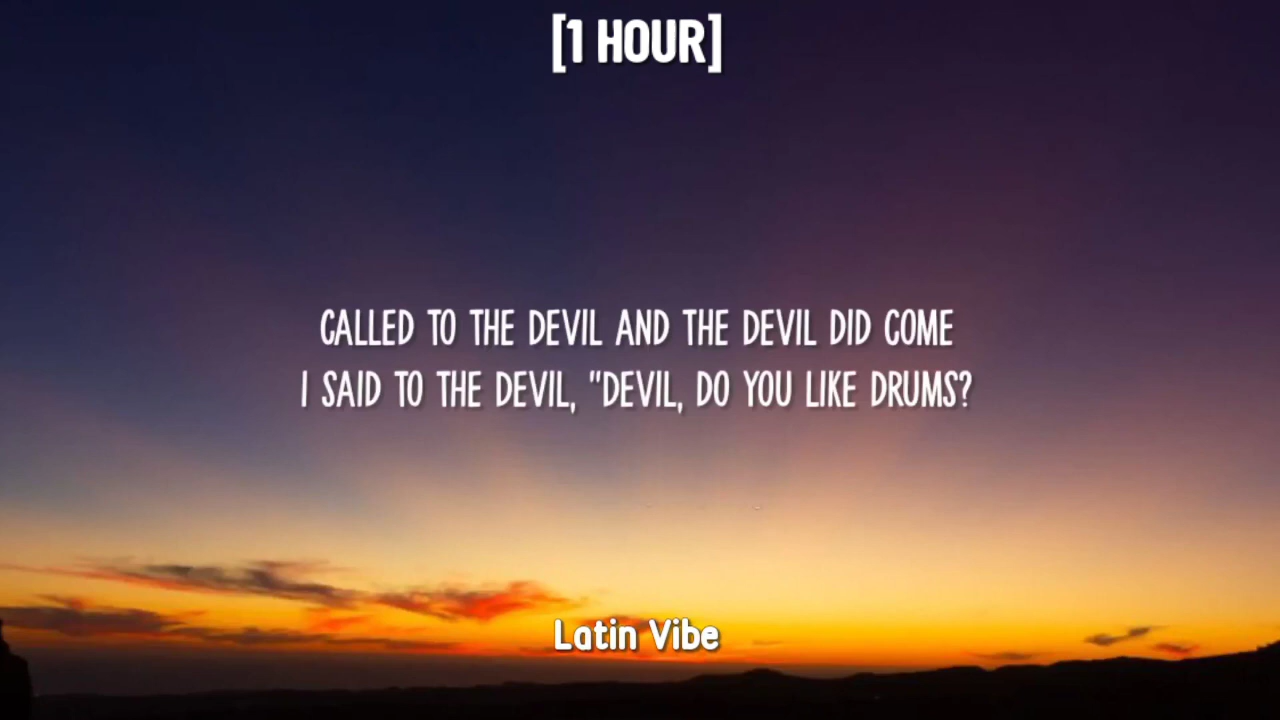 [1 HOUR]
CALLED TO THE DEVIL AND THE DEVIL DID COME
I SAID TO THE DEVIL, "DEVIL, DO YOU LIKE DRUMS?
Latin Vibe